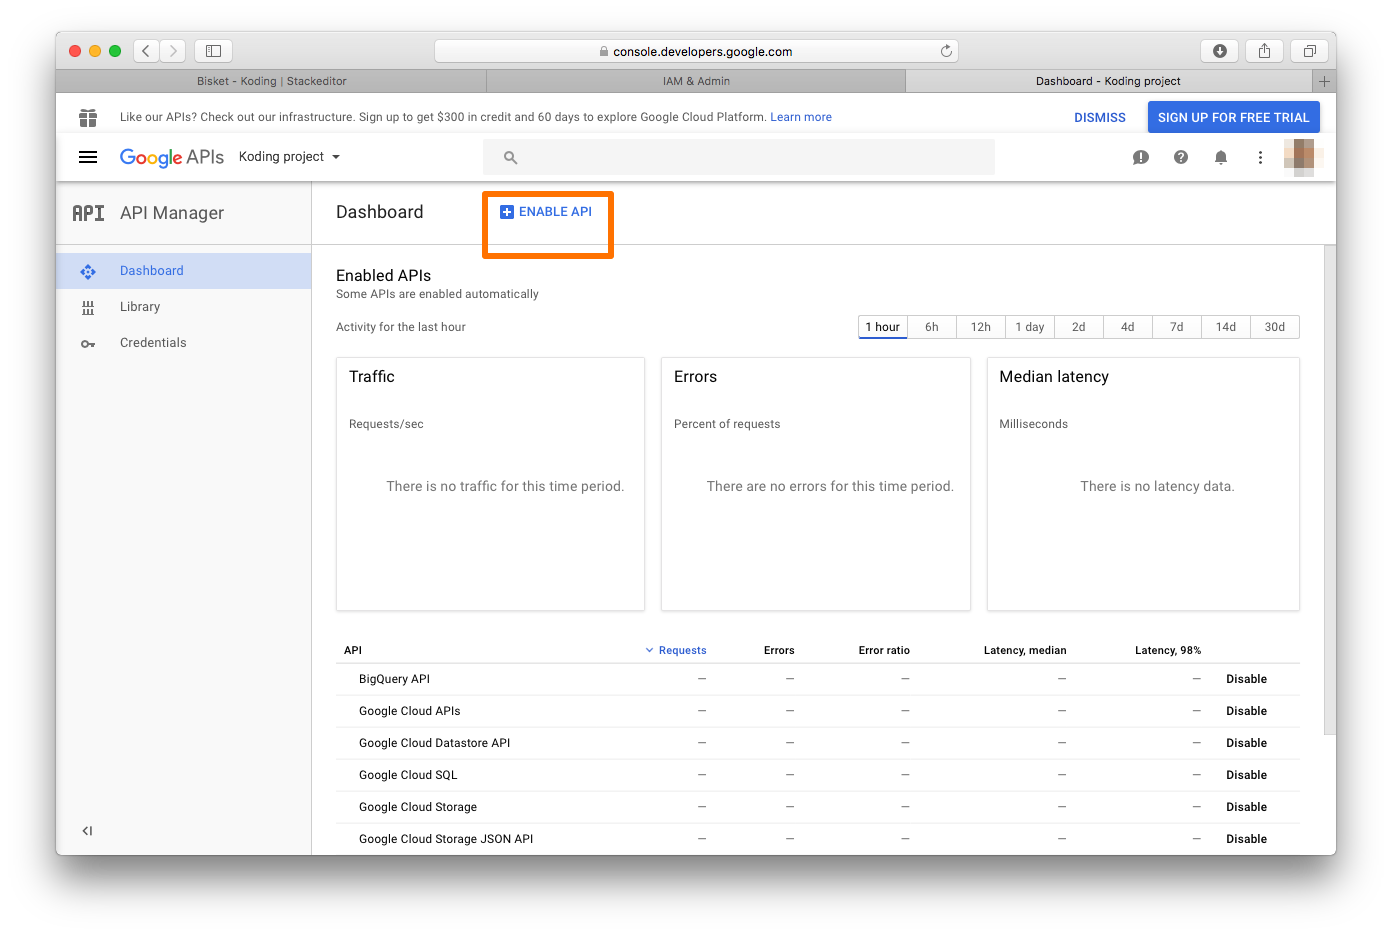 console.developers.google.com
Bisket - Koding | Stackeditor
IAM & Admin
Dashboard - Koding project
Like our APIs? Check out our infrastructure. Sign up to get $300 in credit and 60 days to explore Google Cloud Platform. Learn more
DISMISS
SIGN UP FOR FREE TRIAL
Google APIs
Koding project
API API Manager
Dashboard
ENABLE API
Dashboard
Library
Credentials
Enabled APIs
Some APIs are enabled automatically
Activity for the last hour
1 hour 6h 12h 1 day 2d 4d 7d 14d 30d
Traffic
Requests/sec
There is no traffic for this time period.
Errors
Percent of requests
There are no errors for this time period.
Median latency
Milliseconds
There is no latency data.
API Requests Errors Error ratio Latency, median Latency, 98%
BigQuery API – – – – – Disable
Google Cloud APIs – – – – – Disable
Google Cloud Datastore API – – – – – Disable
Google Cloud SQL – – – – – Disable
Google Cloud Storage – – – – – Disable
Google Cloud Storage JSON API – – – – – Disable